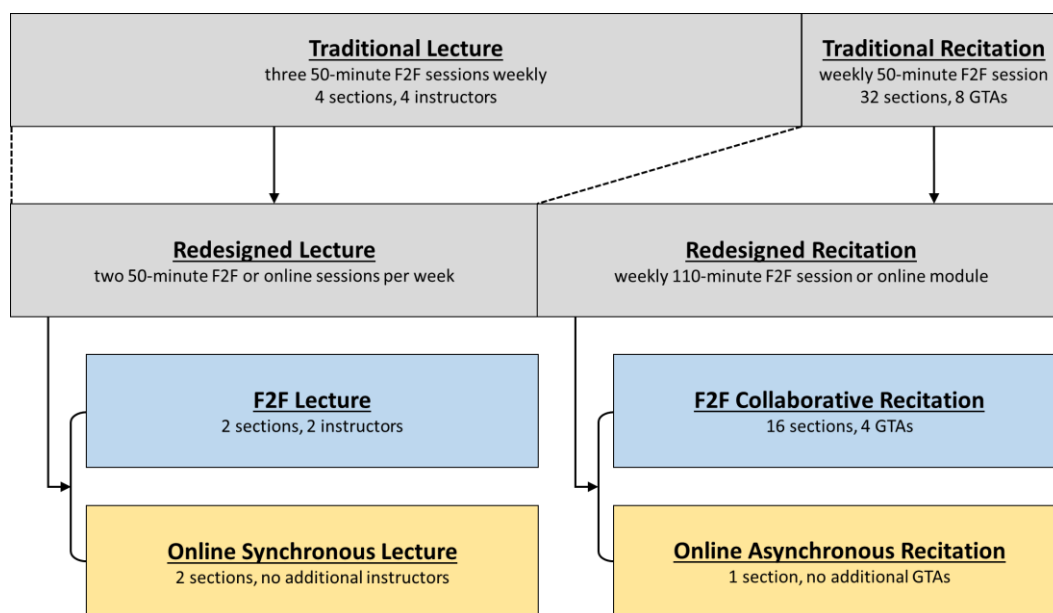 Traditional Lecture
three 50-minute F2F sessions weekly
4 sections, 4 instructors
Traditional Recitation
weekly 50-minute F2F session
32 sections, 8 GTAs
Redesigned Lecture
two 50-minute F2F or online sessions per week
Redesigned Recitation
weekly 110-minute F2F session or online module
F2F Lecture
2 sections, 2 instructors
F2F Collaborative Recitation
16 sections, 4 GTAs
Online Synchronous Lecture
2 sections, no additional instructors
Online Asynchronous Recitation
1 section, no additional GTAs